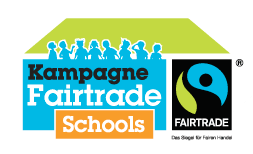 Kampagne
Fairtrade
Schools
®
FAIRTRADE
Das Siegel für Fairen Handel